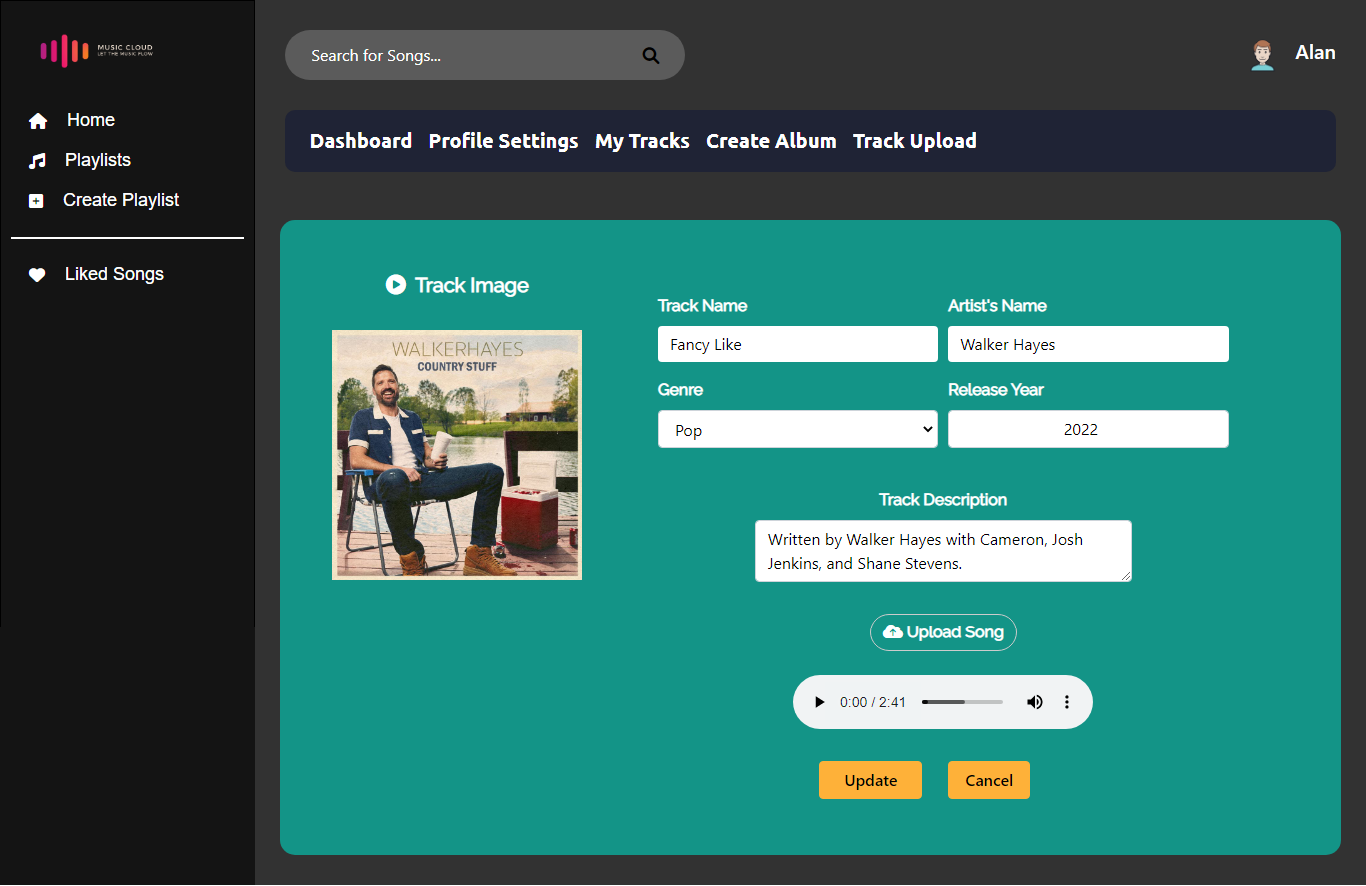 MUSIC CLOUD
LET THE MUSIC FLOW
Home
Playlists
Create Playlist
Liked Songs
Search for Songs...
Alan
Dashboard Profile Settings My Tracks Create Album Track Upload
Track Image
WALKERHAYES
COUNTRY STUFF
Track Name
Fancy Like
Artist's Name
Walker Hayes
Genre
Pop
Release Year
2022
Track Description
Written by Walker Hayes with Cameron, Josh
Jenkins, and Shane Stevens.
Upload Song
0:00 / 2:41
Update
Cancel